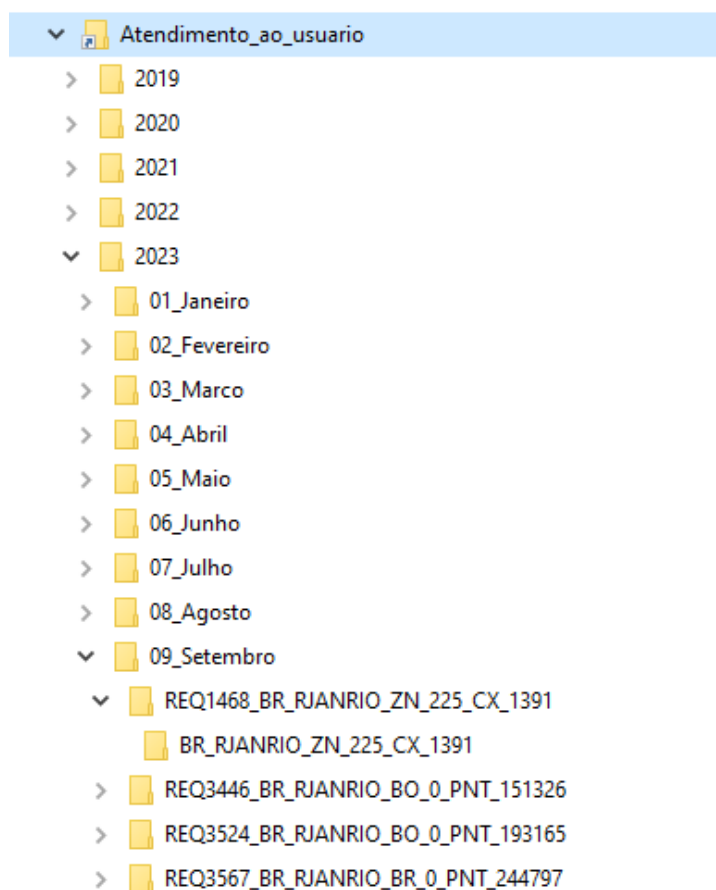 Atendimento_ao_usuario
2019
2020
2021
2022
2023
01_Janeiro
02_Fevereiro
03_Marco
04_Abril
05_Maio
06_Junho
07_Julho
08_Agosto
09_Setembro
REQ1468_BR_RJANRIO_ZN_225_CX_1391
BR_RJANRIO_ZN_225_CX_1391
REQ3446_BR_RJANRIO_BO_0_PNT_151326
REQ3524_BR_RJANRIO_BO_0_PNT_193165
REQ3567_BR_RJANRIO_BR_0_PNT_244797